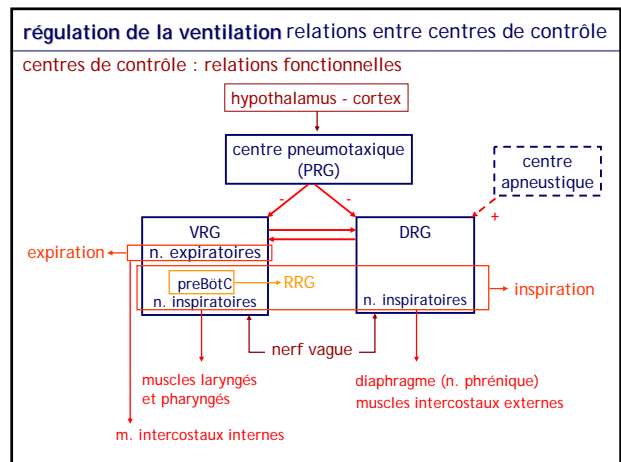 régulation de la ventilation relations entre centres de contrôle
centres de contrôle : relations fonctionnelles
hypothalamus - cortex
centre pneumotaxique
(PRG)
centre
apneustique
- -
+
VRG
DRG
expiration
n. expiratoires
preBötC
RRG
n. inspiratoires
n. inspiratoires
inspiration
nerf vague
muscles laryngés
et pharyngés
diaphragme (n. phrénique)
muscles intercostaux externes
m. intercostaux internes